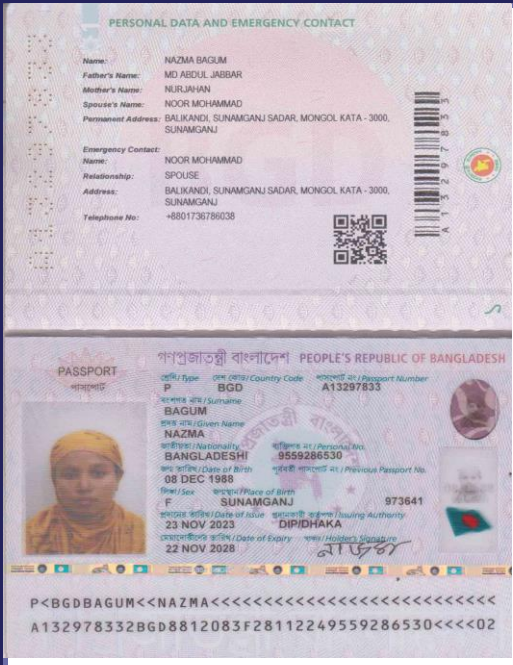 PERSONAL DATA AND EMERGENCY CONTACT
Name: NAZMA BAGUM
Father's Name: MD ABDUL JABBAR
Mother's Name: NURJAHAN
Spouse's Name: NOOR MOHAMMAD
Permanent Address: BALIKANDI, SUNAMGANJ SADAR, MONGOL KATA - 3000,
SUNAMGANJ
Emergency Contact:
Name: NOOR MOHAMMAD
Relationship: SPOUSE
Address: BALIKANDI, SUNAMGANJ SADAR, MONGOL KATA - 3000,
SUNAMGANJ
Telephone No: +8801736786038
A13297833
গণপ্রজাতন্ত্রী বাংলাদেশ PEOPLE'S REPUBLIC OF BANGLADESH
PASSPORT
পাসপোর্ট
শ্রেণি/Type দেশ কোড/Country Code পাসপোর্ট নং/Passport Number
P BGD A13297833
বংশগত নাম/Surname
BAGUM
প্রদত্ত নাম/Given Name
NAZMA
জাতীয়তা/Nationality ব্যক্তিগত নং/Personal No.
BANGLADESHI 9559286530
জন্ম তারিখ/Date of Birth পূর্ববর্তী পাসপোর্ট নং/Previous Passport No.
08 DEC 1988
লিঙ্গ/Sex জন্মস্থান/Place of Birth
F SUNAMGANJ 973641
প্রদানের তারিখ/Date of Issue প্রদানকারী কর্তৃপক্ষ/Issuing Authority
23 NOV 2023 DIP/DHAKA
মেয়াদোত্তীর্ণের তারিখ/Date of Expiry স্বাক্ষর/Holder's Signature
22 NOV 2028 নাজমা
P<BGDBAGUM<<NAZMA<<<<<<<<<<<<<<<<<<<<<<<<<<<
A132978332BGD8812083F28112249559286530<<<<02